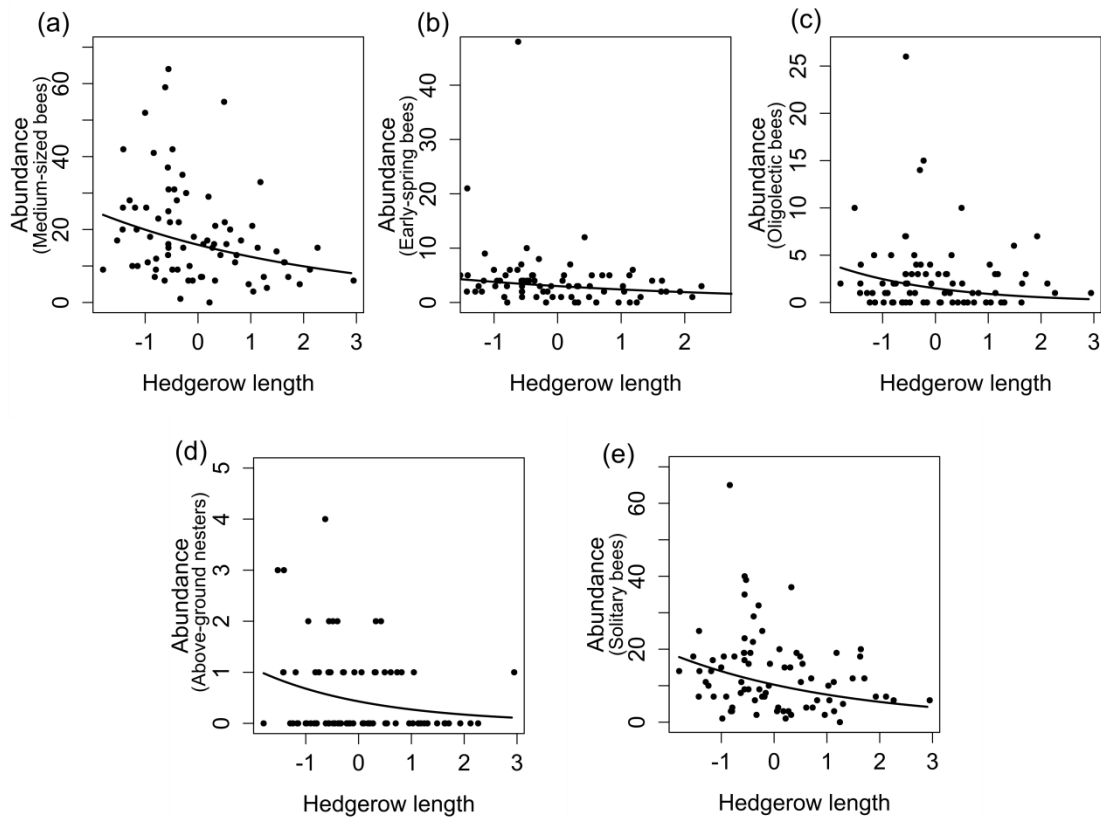 (a)
Abundance
(Medium-sized bees)
0 20 40 60
-1 0 1 2 3
Hedgerow length
(b)
Abundance
(Early-spring bees)
0 10 20 30 40 50
-1 0 1 2
Hedgerow length
(c)
Abundance
(Oligolectic bees)
0 5 10 15 20 25
-1 0 1 2 3
Hedgerow length
(d)
Abundance
(Above-ground nesters)
0 1 2 3 4 5
-1 0 1 2 3
Hedgerow length
(e)
Abundance
(Solitary bees)
0 20 40 60
-1 0 1 2 3
Hedgerow length